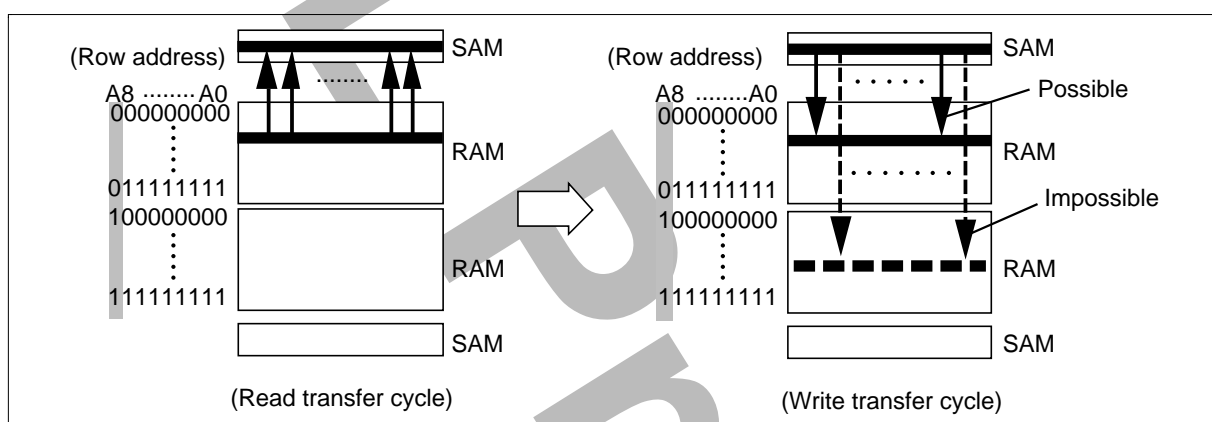 (Row address)
A8 ........A0
000000000
011111111
100000000
111111111
SAM
........
RAM
RAM
SAM
(Read transfer cycle)
(Row address)
A8 ........A0
000000000
011111111
100000000
111111111
SAM
Possible
RAM
Impossible
RAM
SAM
(Write transfer cycle)